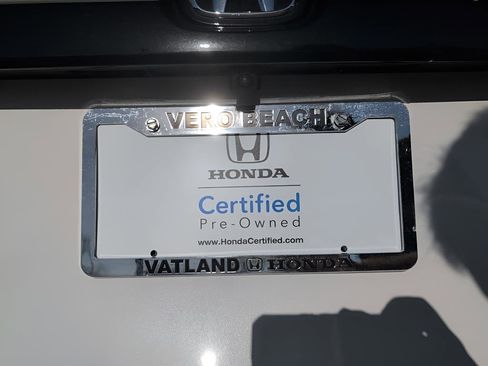 VERO BEACH
HONDA
Certified
Pre-Owned
www.HondaCertified.com
VATLAND HONDA